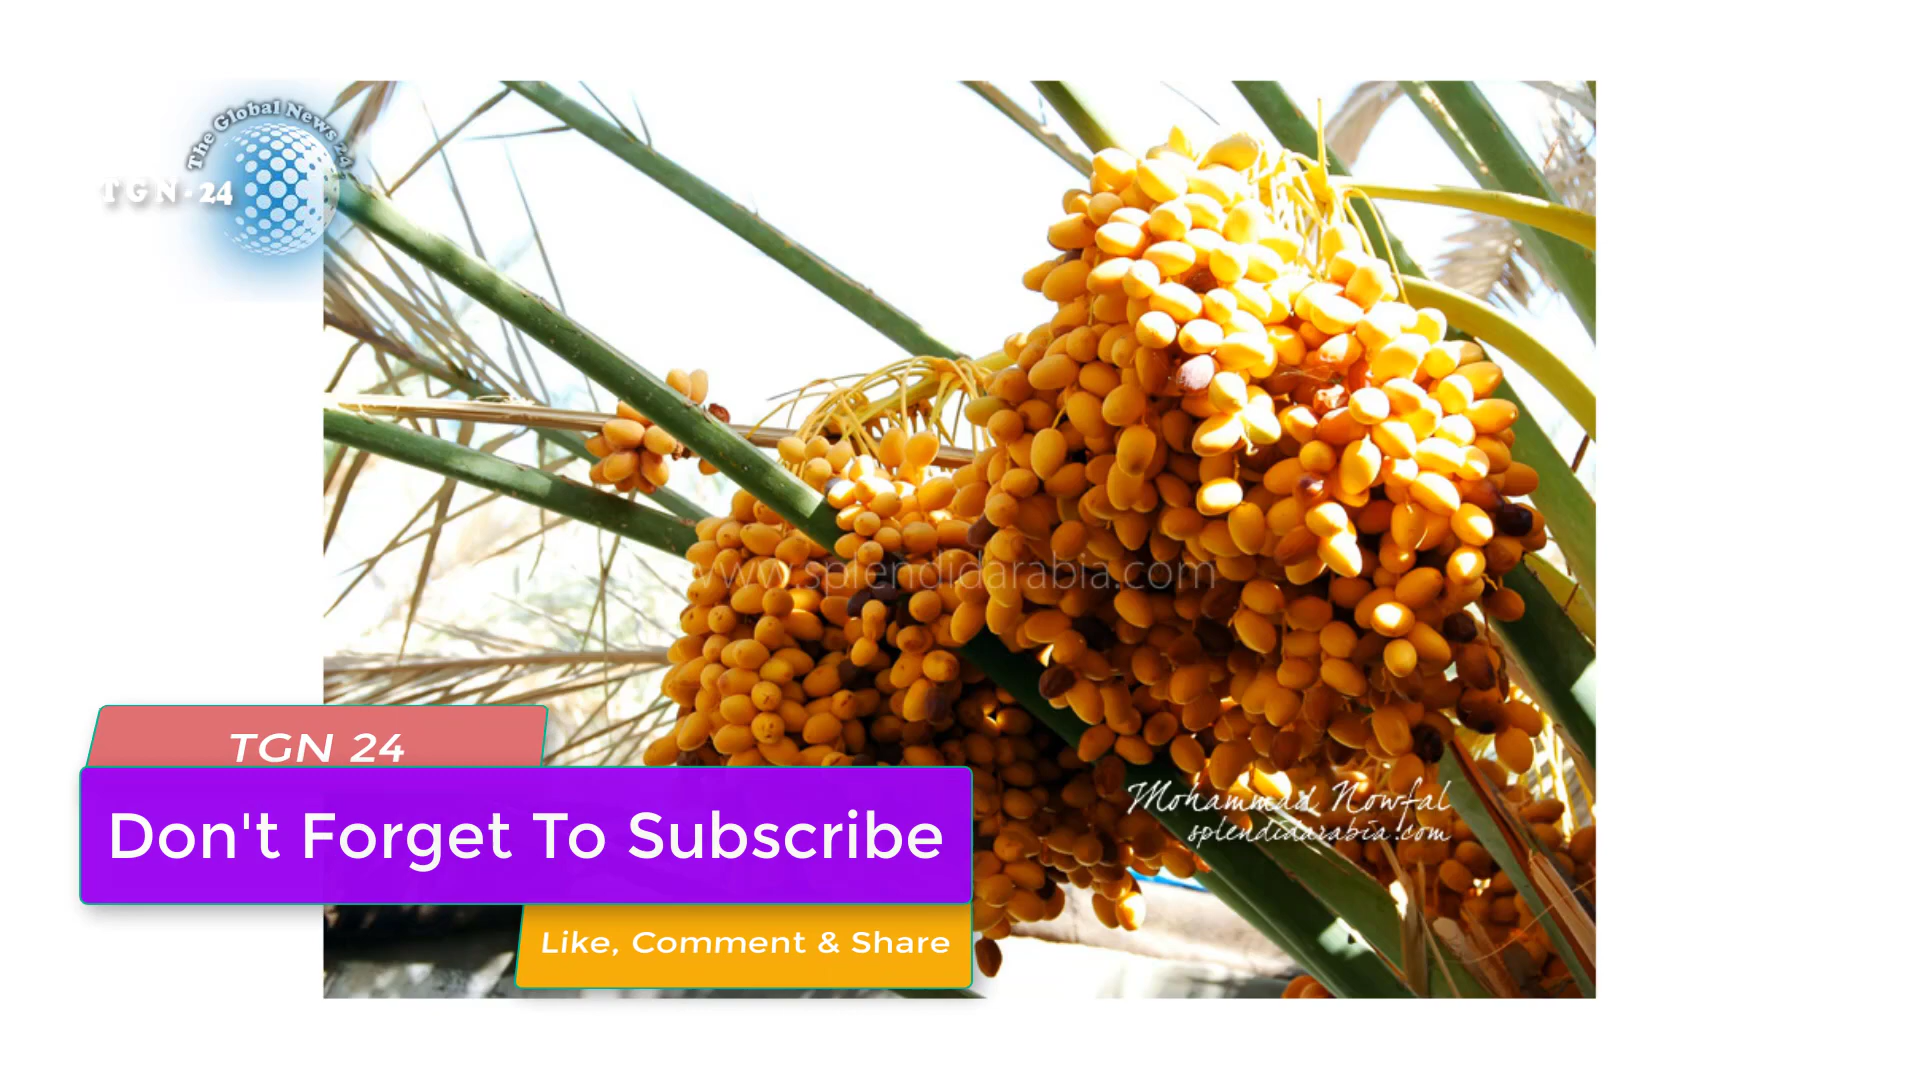 The Global News 24
TGN-24
www.splendidarabia.com
TGN 24
Don't Forget To Subscribe
Like, Comment & Share
Mohammad Nowfal
splendidarabia.com